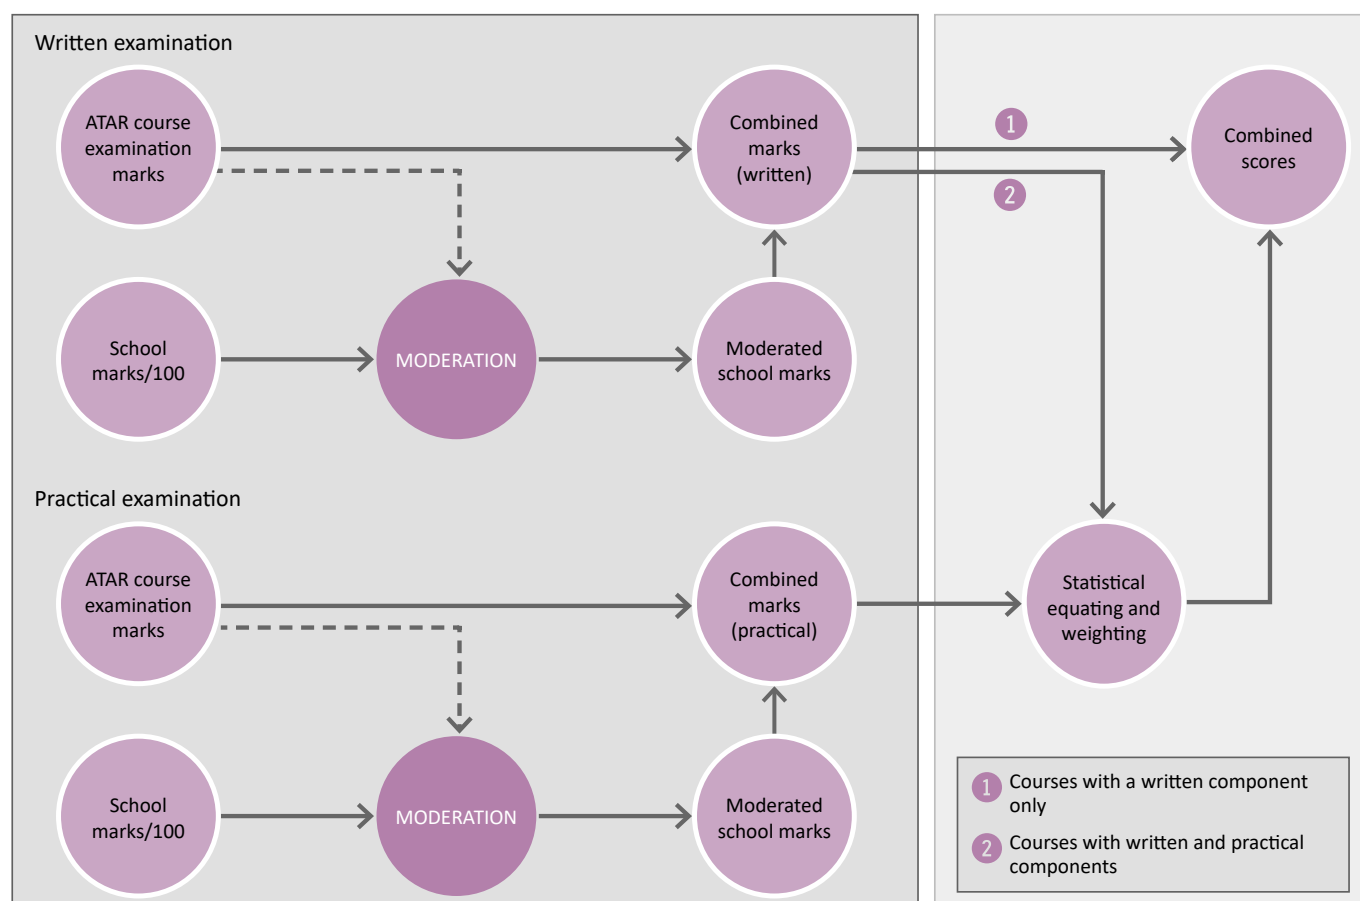 Written examination
ATAR course
examination
marks
Combined
marks
(written)
1
2
Combined
scores
School
marks/100
MODERATION
Moderated
school marks
Practical examination
ATAR course
examination
marks
Combined
marks
(practical)
Statistical
equating and
weighting
School
marks/100
MODERATION
Moderated
school marks
1 Courses with a written component
only
2 Courses with written and practical
components